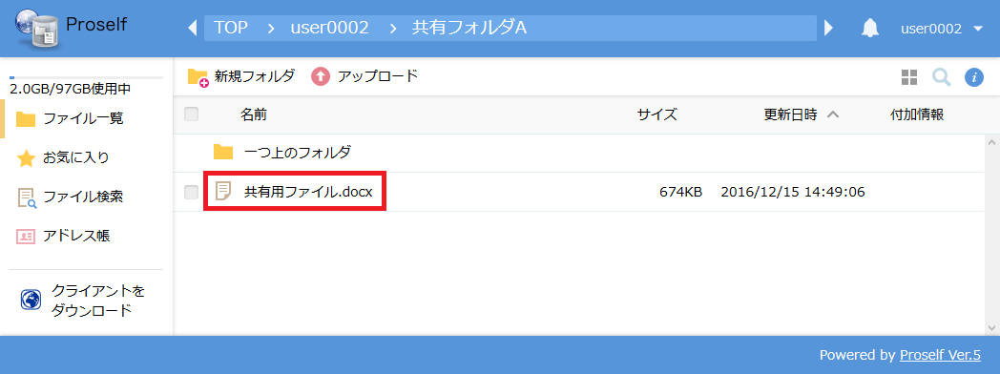 Proself
TOP > user0002 > 共有フォルダA
user0002
2.0GB/97GB使用中
ファイル一覧
お気に入り
ファイル検索
アドレス帳
クライアントを
ダウンロード
新規フォルダ アップロード
名前 サイズ 更新日時 付加情報
一つ上のフォルダ
共有用ファイル.docx 674KB 2016/12/15 14:49:06
Powered by Proself Ver.5